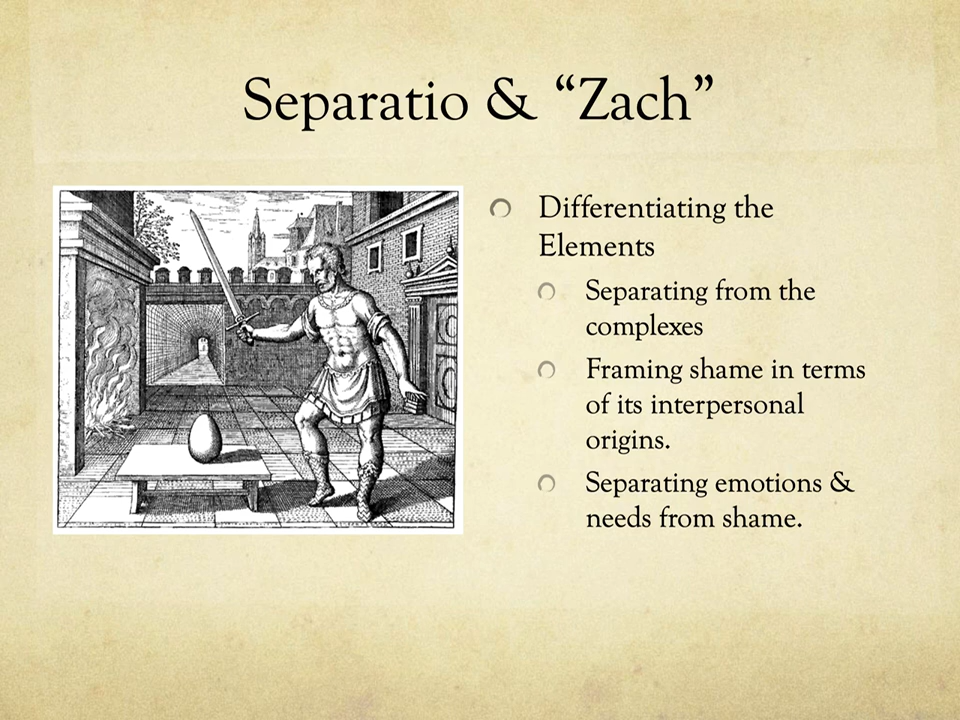 Separatio & “Zach”
Differentiating the
Elements
Separating from the
complexes
Framing shame in terms
of its interpersonal
origins.
Separating emotions &
needs from shame.